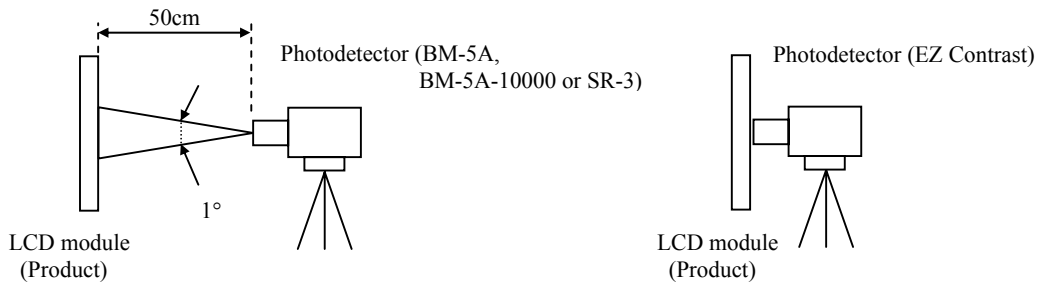 50cm
Photodetector (BM-5A,
BM-5A-10000 or SR-3)
1°
LCD module
(Product)
Photodetector (EZ Contrast)
LCD module
(Product)